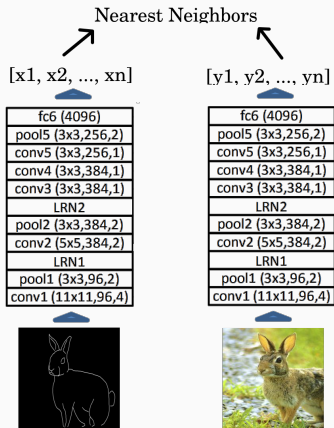 Nearest Neighbors
[x1, x2, ..., xn]
[y1, y2, ..., yn]
fc6 (4096)
pool5 (3x3,256,2)
conv5 (3x3,256,1)
conv4 (3x3,384,1)
conv3 (3x3,384,1)
LRN2
pool2 (3x3,384,2)
conv2 (5x5,384,2)
LRN1
pool1 (3x3,96,2)
conv1 (11x11,96,4)
fc6 (4096)
pool5 (3x3,256,2)
conv5 (3x3,256,1)
conv4 (3x3,384,1)
conv3 (3x3,384,1)
LRN2
pool2 (3x3,384,2)
conv2 (5x5,384,2)
LRN1
pool1 (3x3,96,2)
conv1 (11x11,96,4)